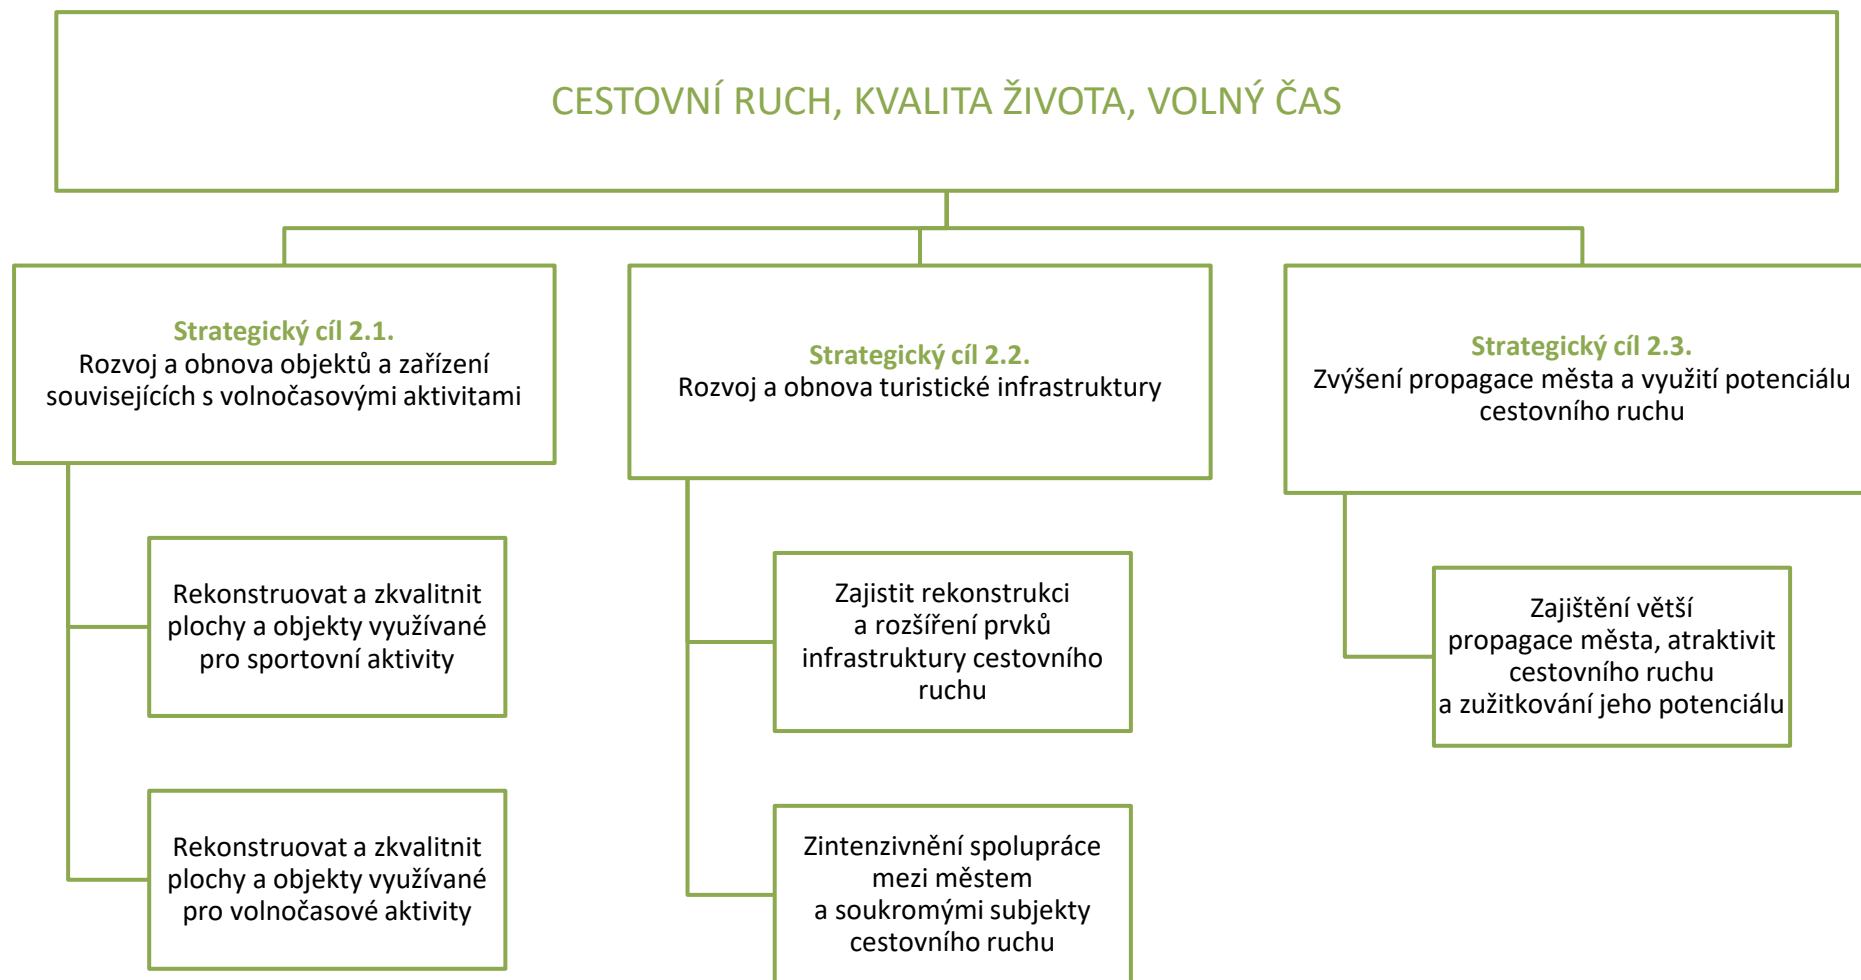 CESTOVNÍ RUCH, KVALITA ŽIVOTA, VOLNÝ ČAS
Strategický cíl 2.1.
Rozvoj a obnova objektů a zařízení
souvisejících s volnočasovými aktivitami
Rekonstruovat a zkvalitnit
plochy a objekty využívané
pro sportovní aktivity
Rekonstruovat a zkvalitnit
plochy a objekty využívané
pro volnočasové aktivity
Strategický cíl 2.2.
Rozvoj a obnova turistické infrastruktury
Zajistit rekonstrukci
a rozšíření prvků
infrastruktury cestovního
ruchu
Zintenzivnění spolupráce
mezi městem
a soukromými subjekty
cestovního ruchu
Strategický cíl 2.3.
Zvýšení propagace města a využití potenciálu
cestovního ruchu
Zajištění větší
propagace města, atraktivit
cestovního ruchu
a zužitkování jeho potenciálu